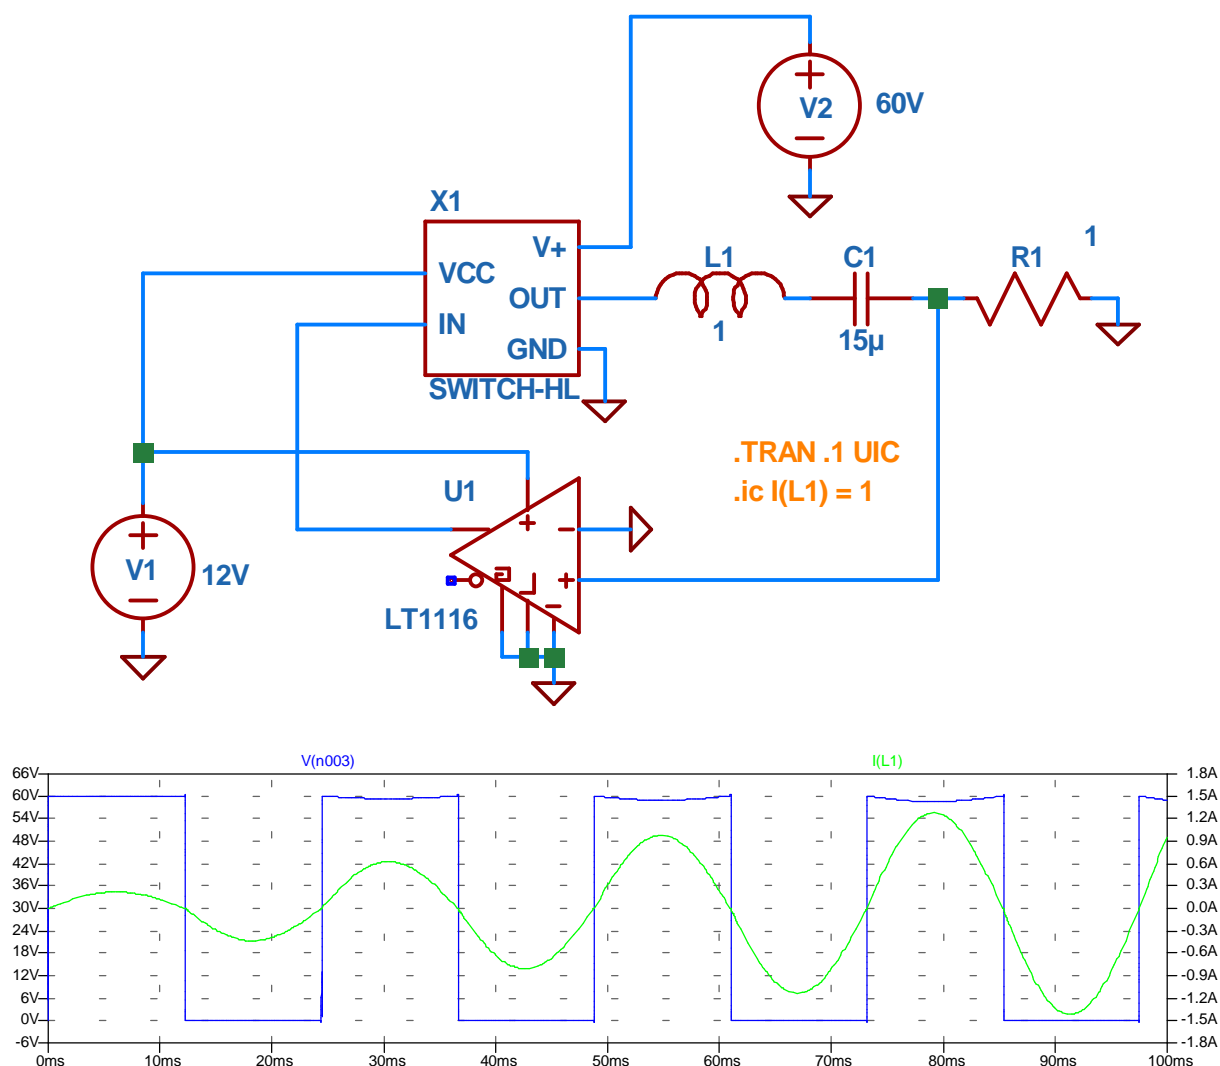 V2
60V
X1
V+
VCC
OUT
IN
GND
SWITCH-HL
L1
1
C1
15µ
R1
1
.TRAN .1 UIC
.ic I(L1) = 1
U1
V1
12V
LT1116
V(n003)
I(L1)
66V
60V
54V
48V
42V
36V
30V
24V
18V
12V
6V
0V
-6V
1.8A
1.5A
1.2A
0.9A
0.6A
0.3A
0.0A
-0.3A
-0.6A
-0.9A
-1.2A
-1.5A
-1.8A
0ms 10ms 20ms 30ms 40ms 50ms 60ms 70ms 80ms 90ms 100ms